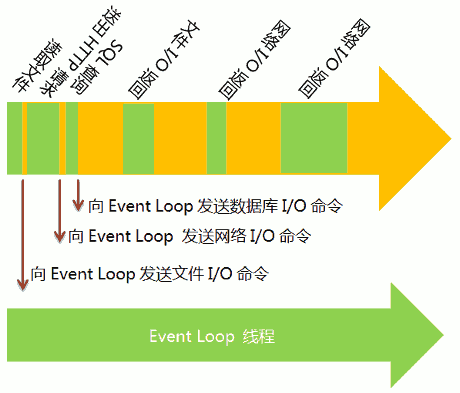 读取文件
送出HTTP
请求
SQL查询
文件I/O返
回
网络I/O
返回
网络I/O
返回
向 Event Loop 发送数据库 I/O 命令
向 Event Loop 发送网络 I/O 命令
向 Event Loop 发送文件 I/O 命令
Event Loop 线程